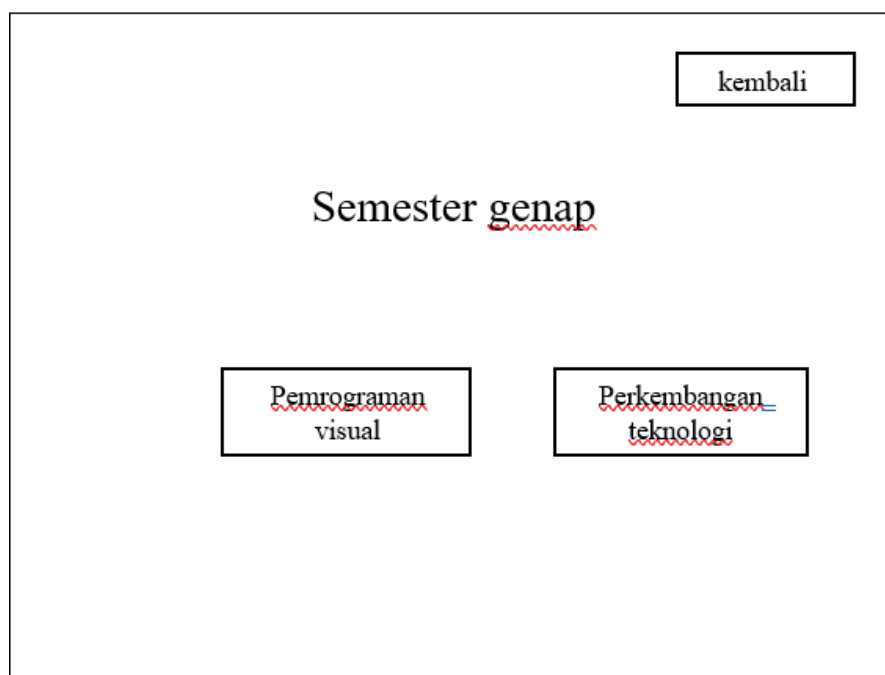 kembali
Semester genap
Pemrograman
visual
Perkembangan
teknologi